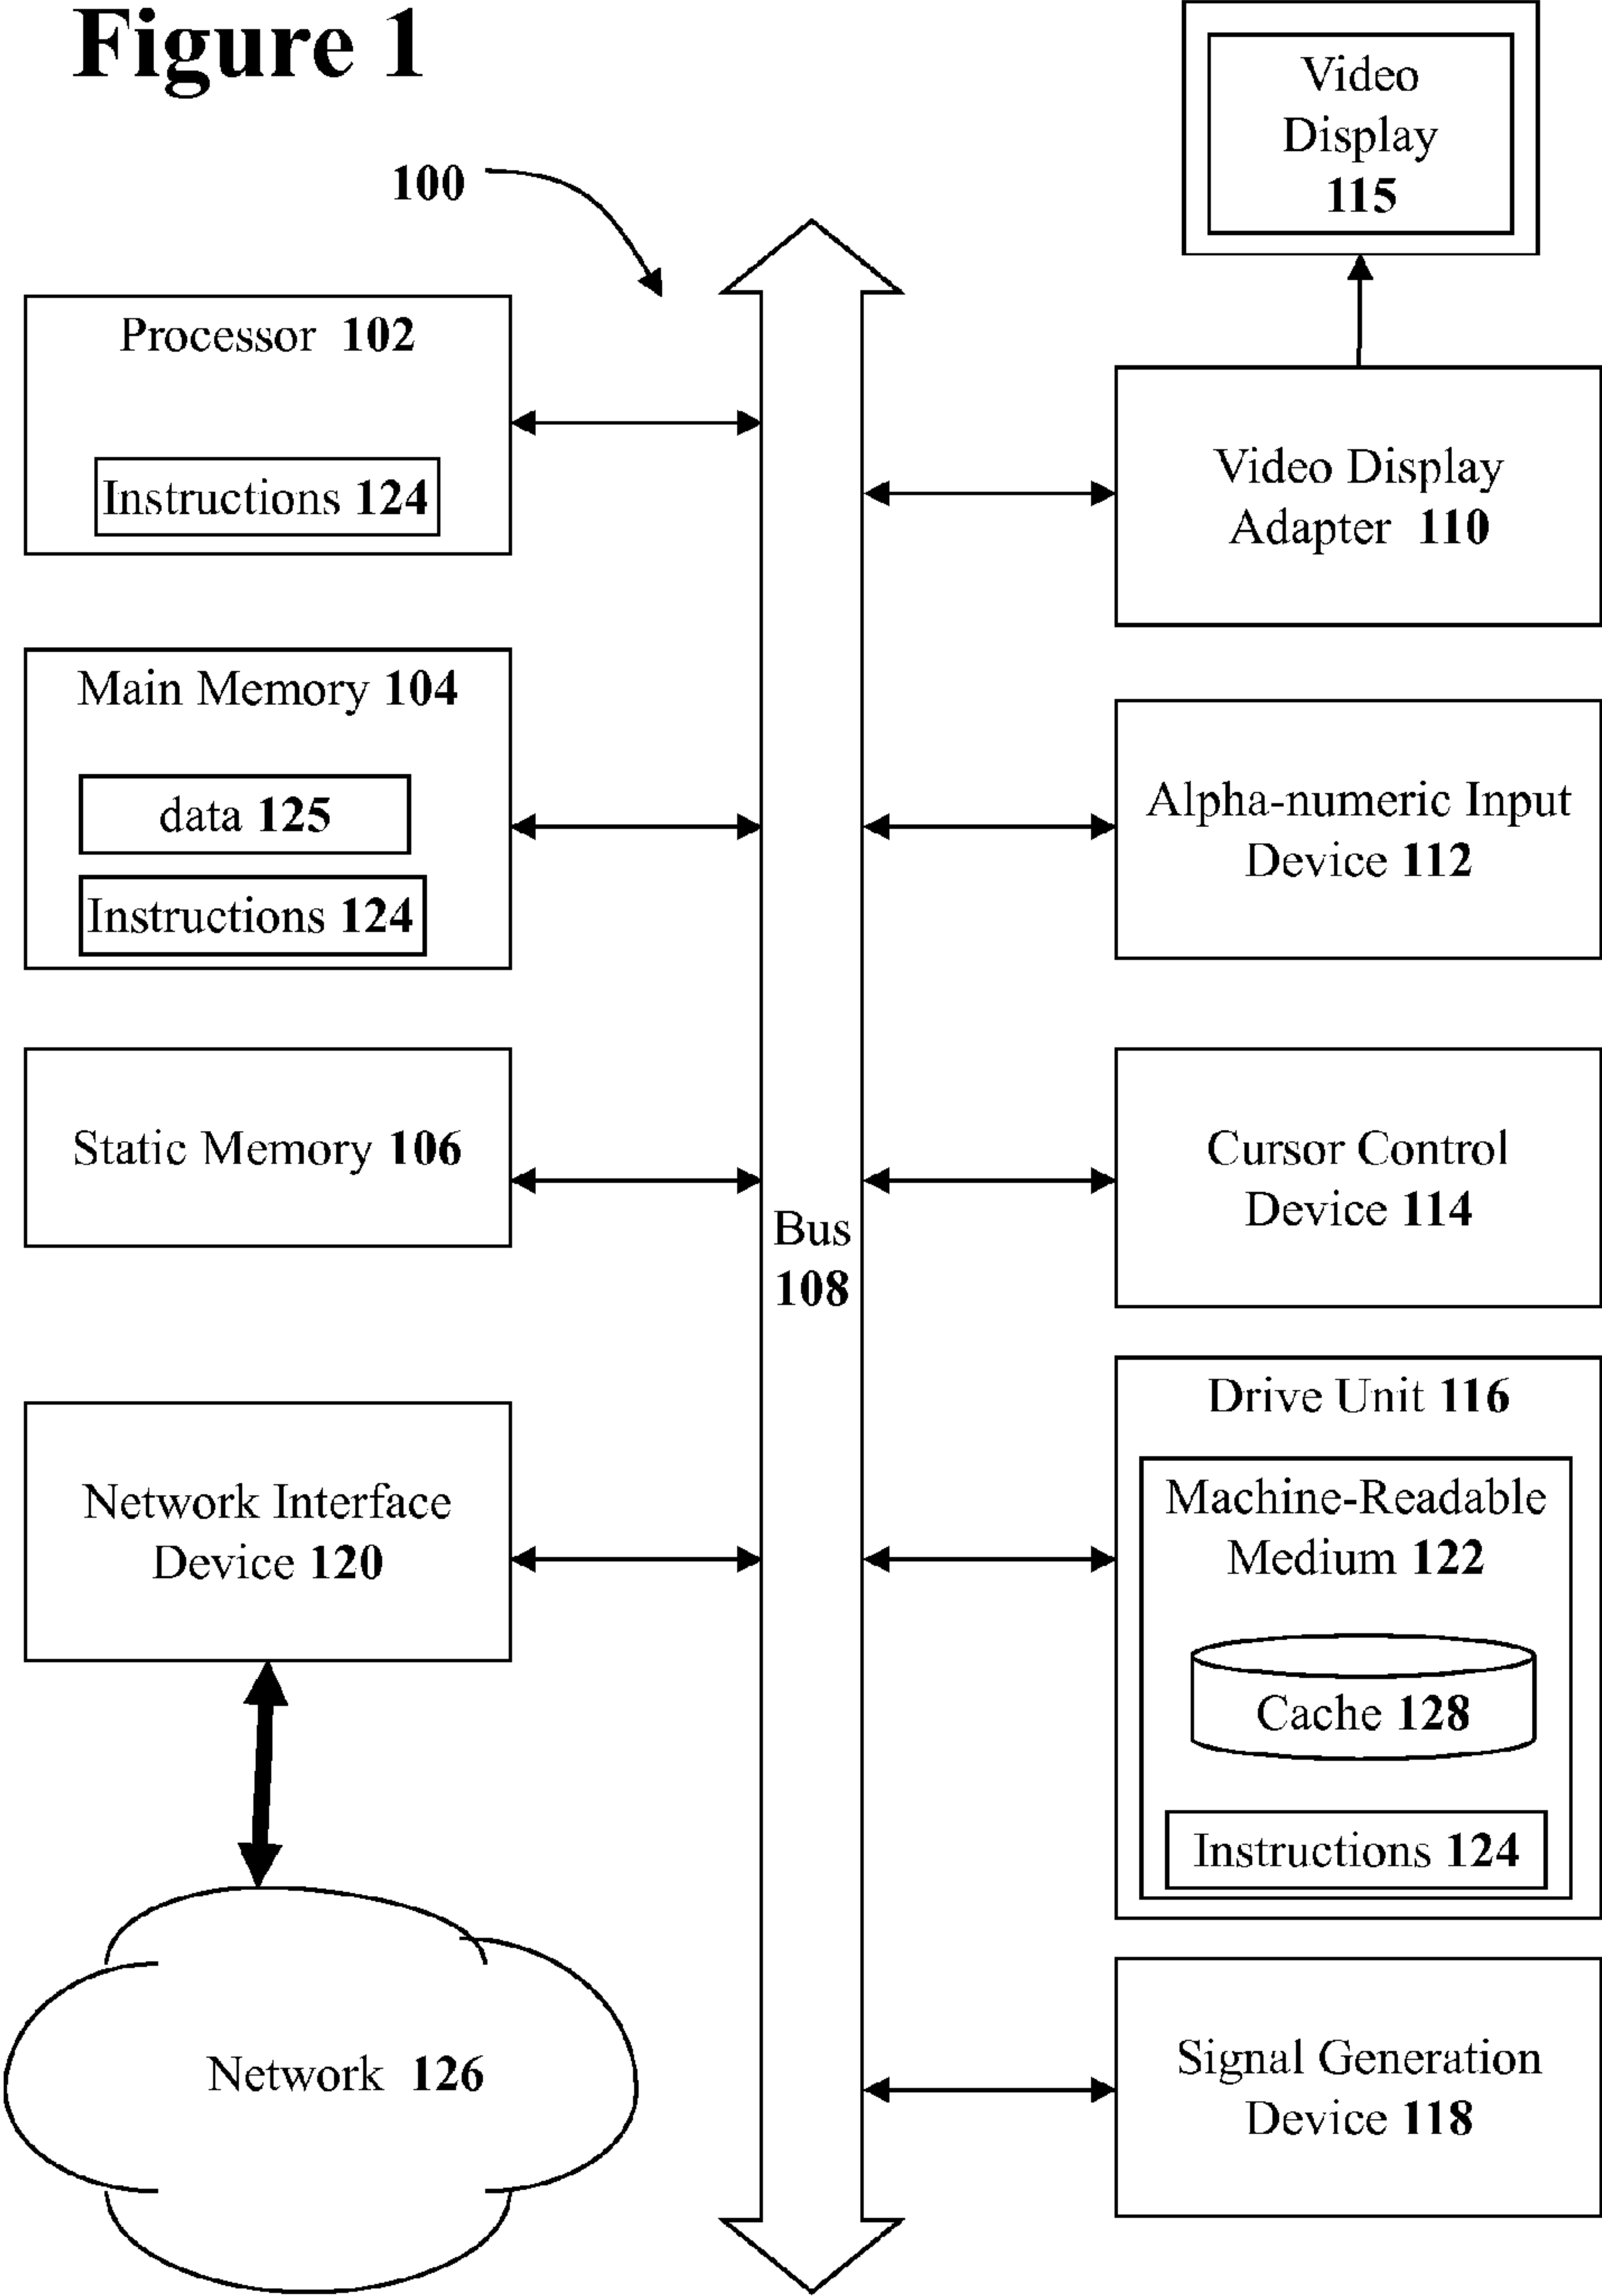 Figure 1
100
Video
Display
115
Processor 102
Instructions 124
Video Display
Adapter 110
Main Memory 104
data 125
Instructions 124
Alpha-numeric Input
Device 112
Static Memory 106
Cursor Control
Device 114
Bus
108
Network Interface
Device 120
Drive Unit 116
Machine-Readable
Medium 122
Cache 128
Instructions 124
Network 126
Signal Generation
Device 118